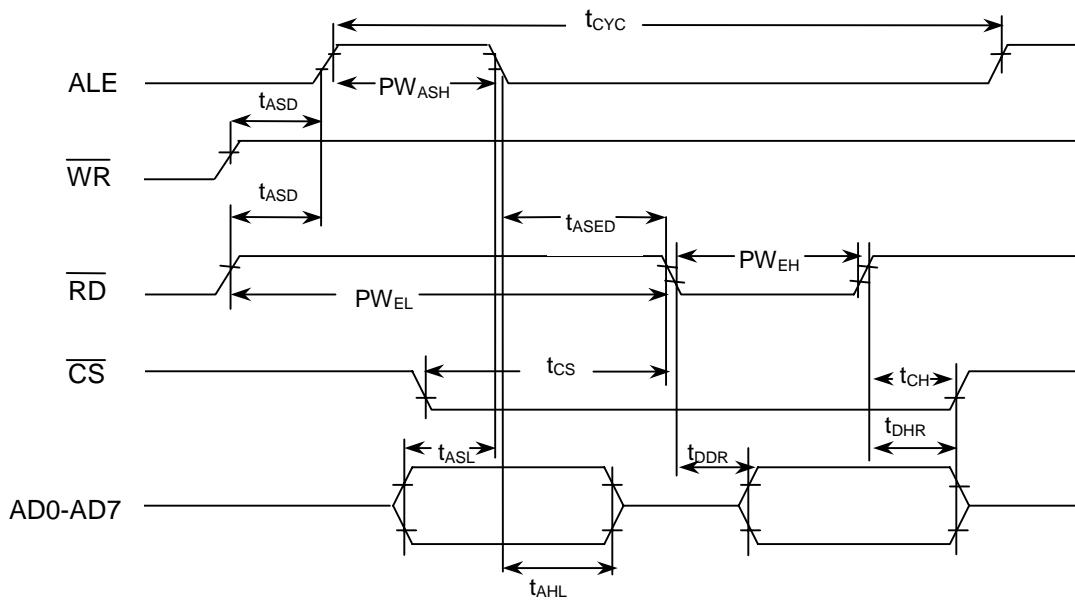 tCYC
ALE
PWASH
tASD
WR
tASD
tASED
RD
PWEH
PWEL
CS
tCS
tCH
tDHR
tASL
tDDR
AD0-AD7
tAHL